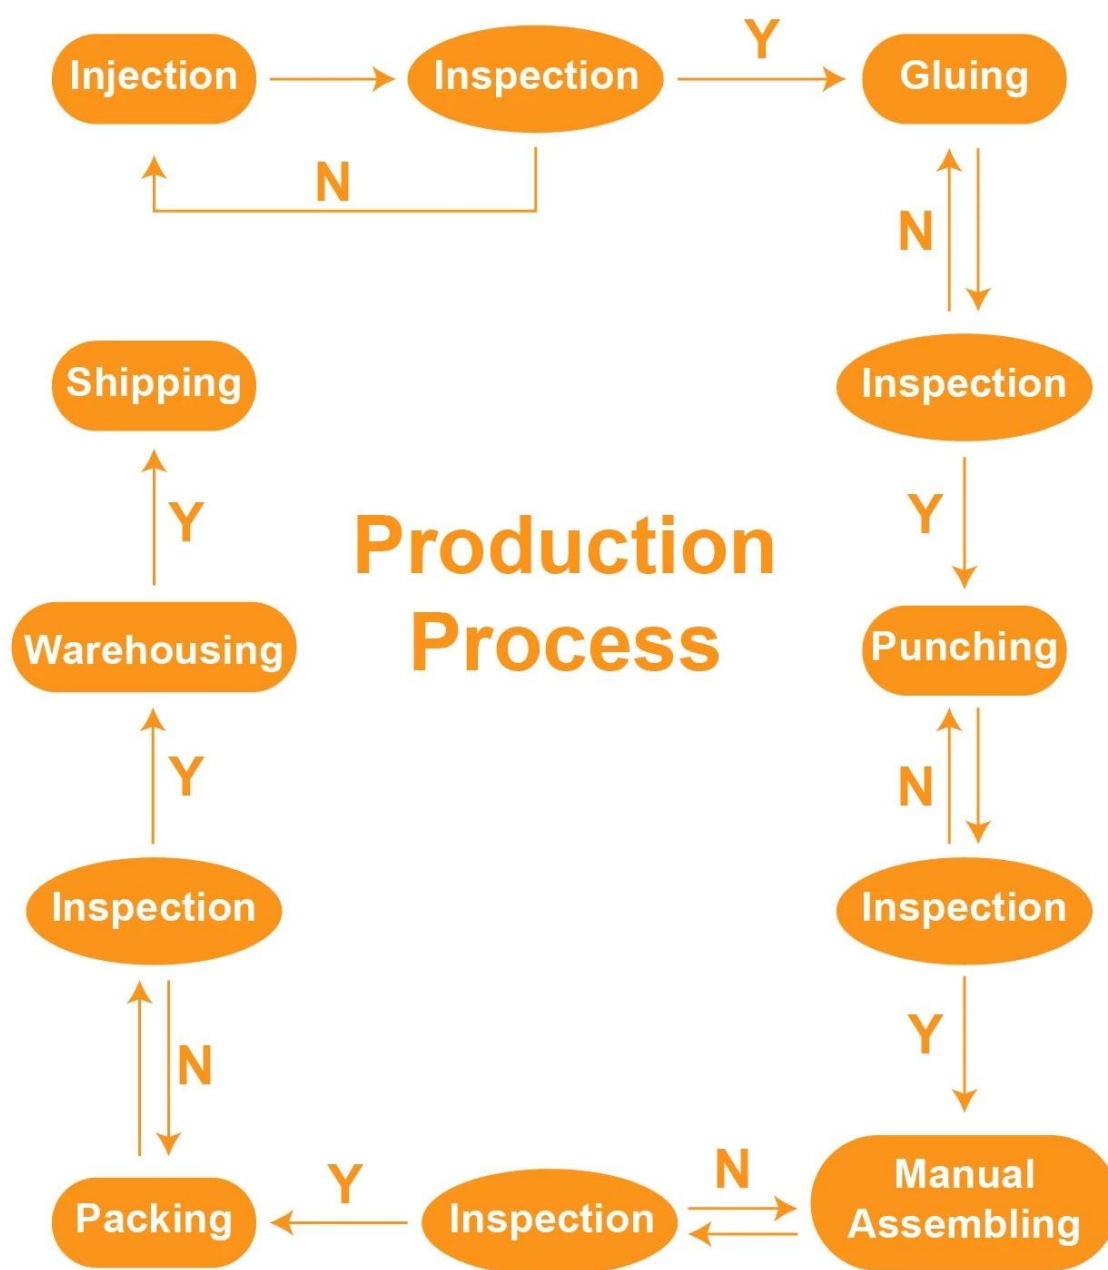 Injection
Inspection
Y
Gluing
N
N
Inspection
Y
Punching
N
Inspection
Y
Manual
Assembling
N
Inspection
Y
Packing
N
Inspection
Y
Warehousing
Y
Shipping
Production
Process